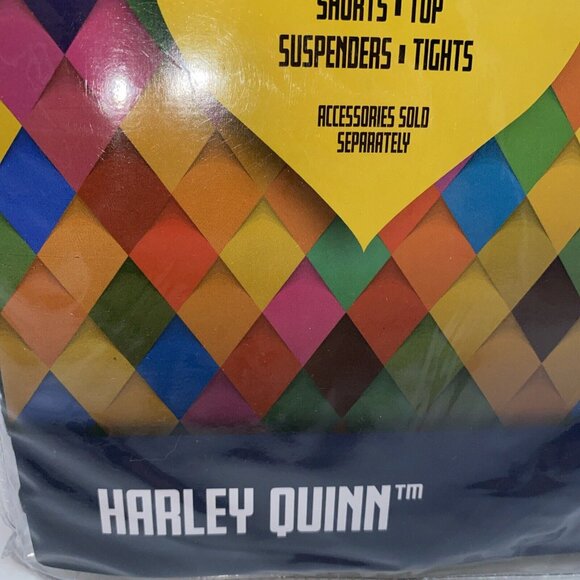 SHORTS ▪ TOP
SUSPENDERS ▪ TIGHTS
ACCESSORIES SOLD
SEPARATELY
HARLEY QUINN™